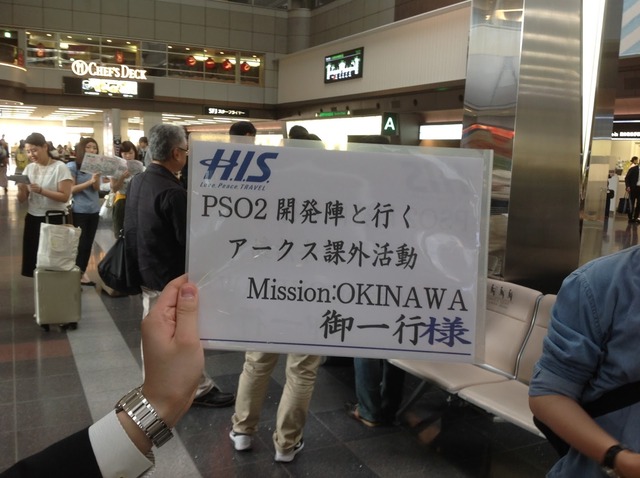 CHEF'S DECK
A
H.I.S.
Love Peace TRAVEL
PSO2 開発陣と行く
アークス課外活動
Mission:OKINAWA
御一行様